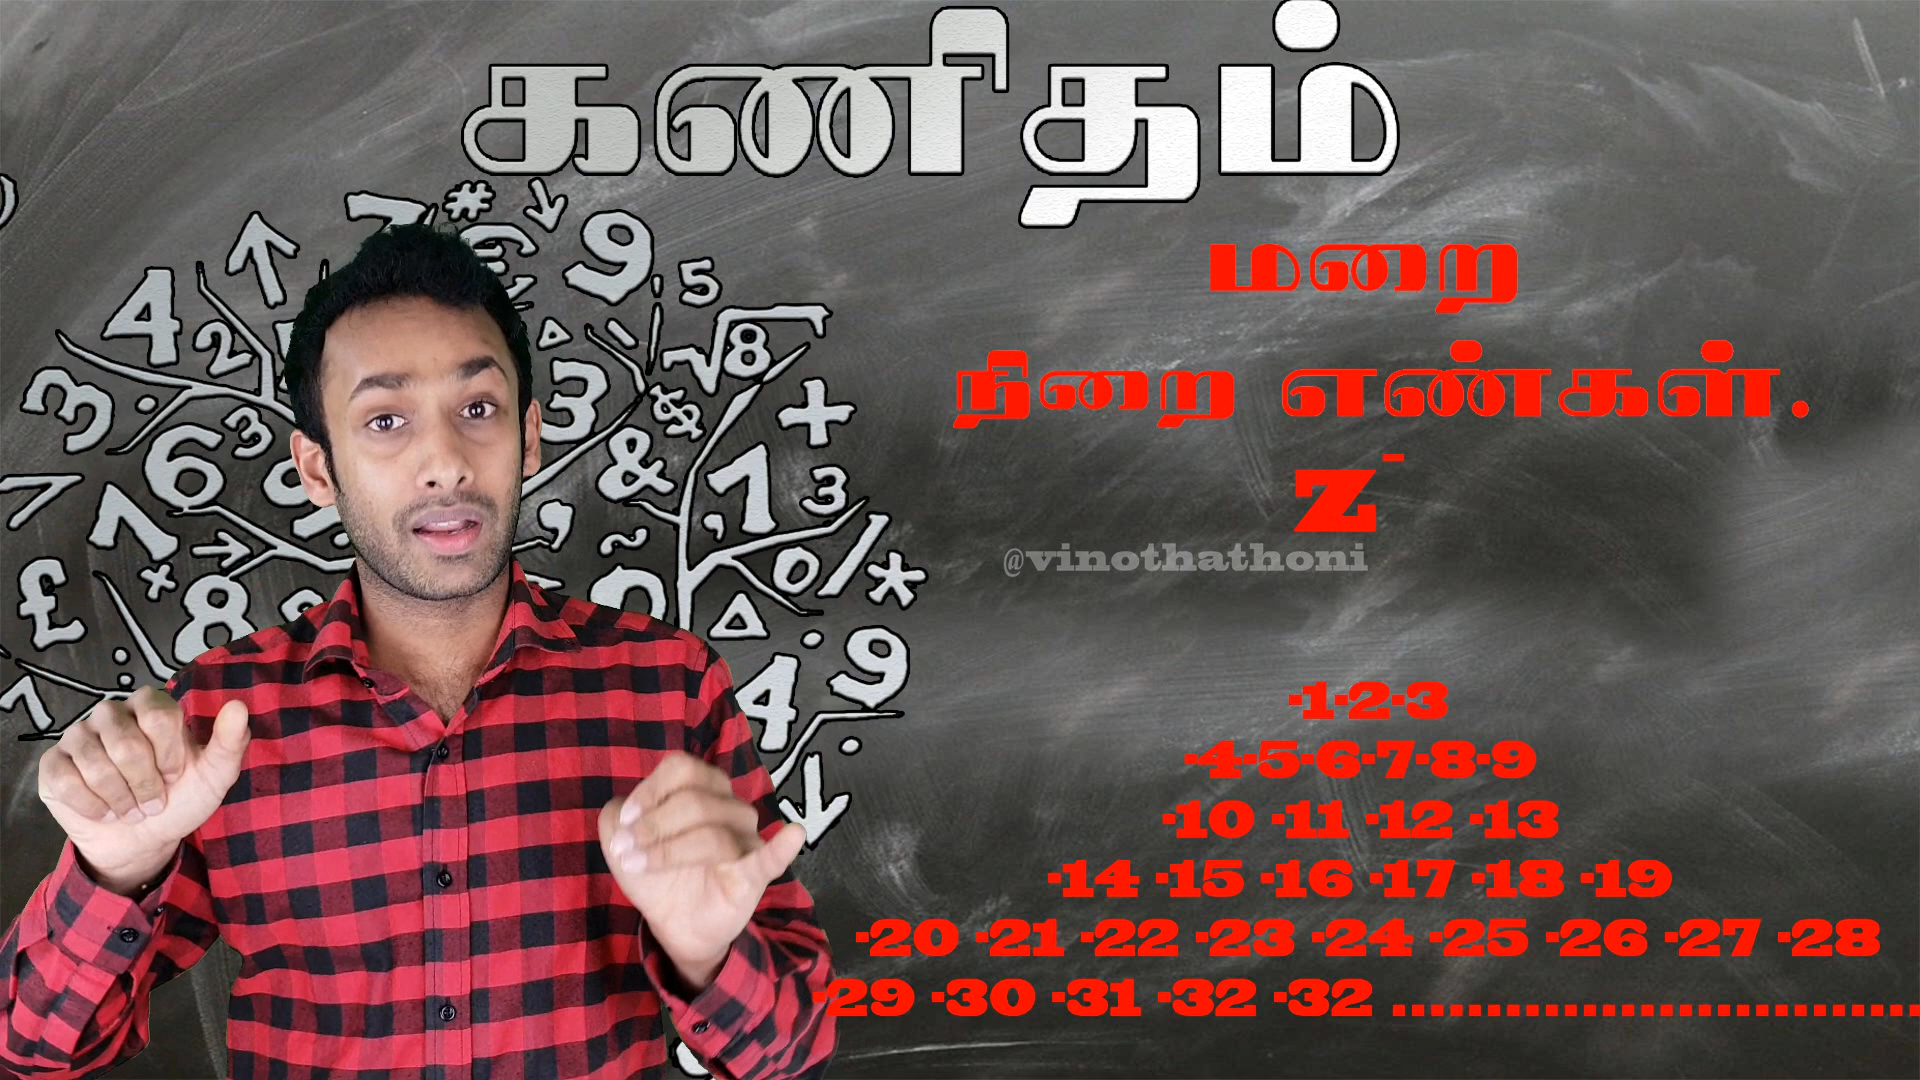 கணிதம்
மறை
நிறை எண்கள்.
Z-
@vinothathoni
-1-2-3
-4-5-6-7-8-9
-10 -11 -12 -13
-14 -15 -16 -17 -18 -19
-20 -21 -22 -23 -24 -25 -26 -27 -28
-29 -30 -31 -32 -32 ............................